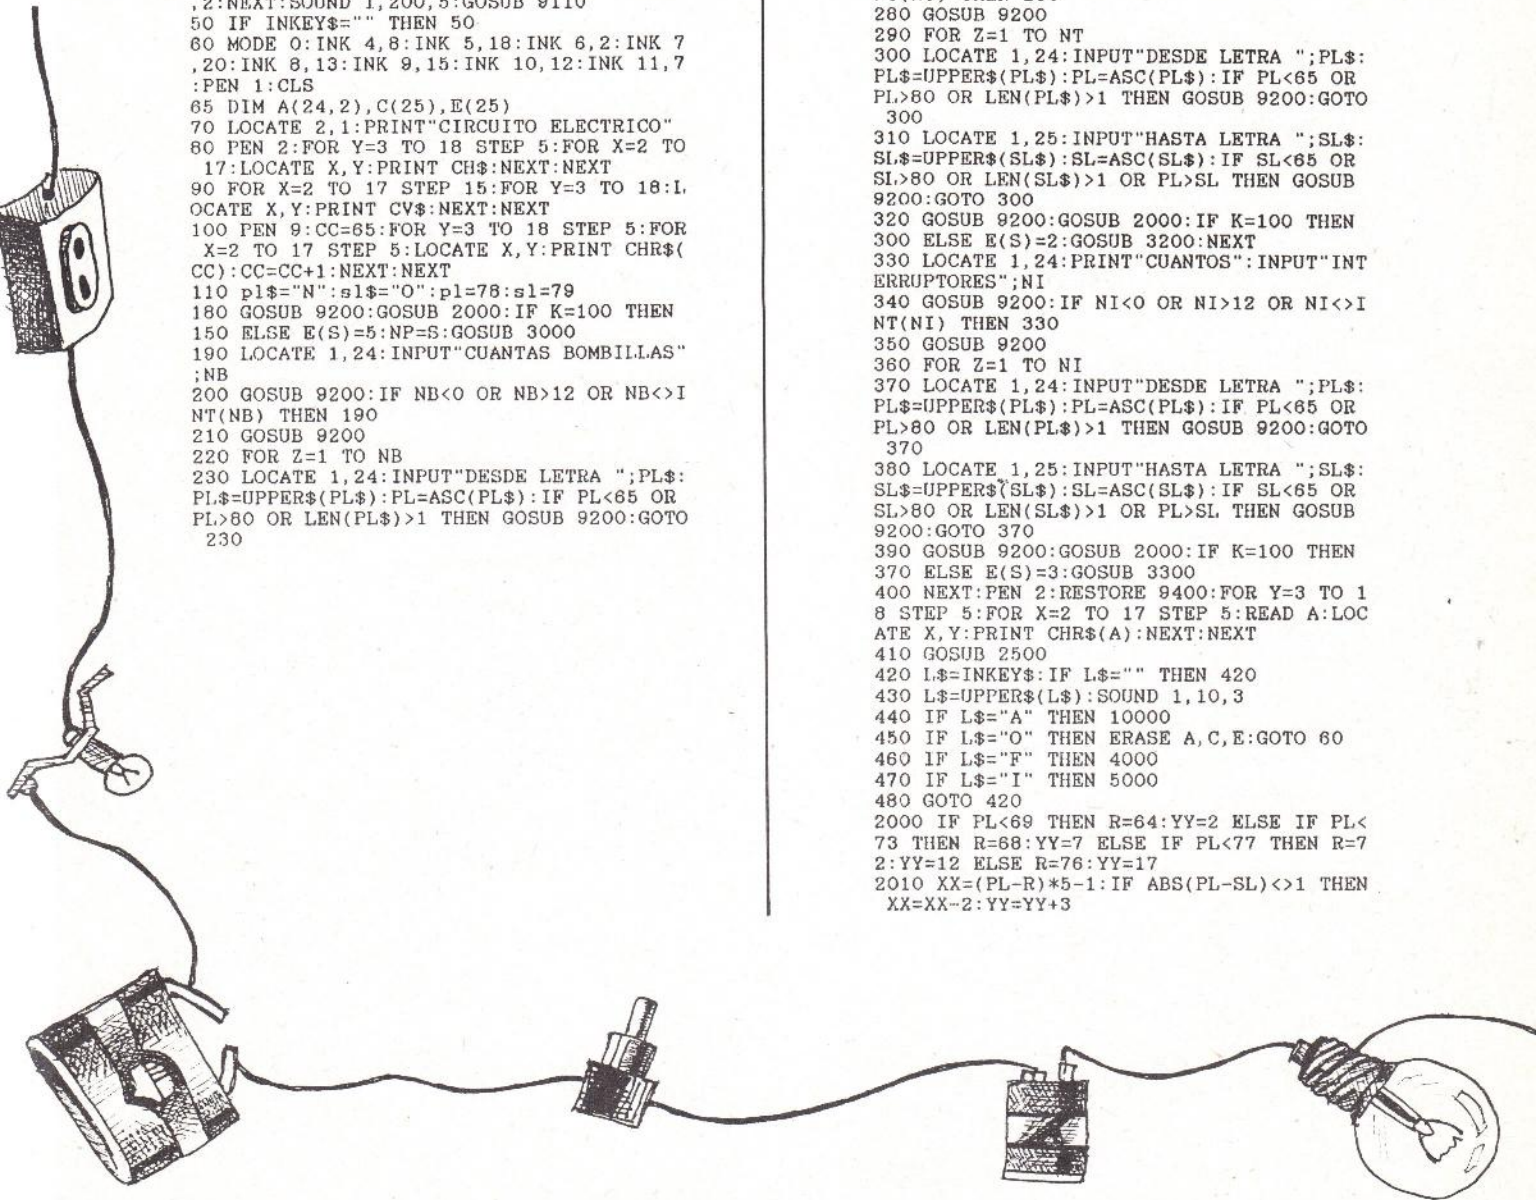 ,2:NEXT:SOUND 1,200,5:GOSUB 9110
50 IF INKEY$="" THEN 50
60 MODE 0:INK 4,8:INK 5,18:INK 6,2:INK 7
,20:INK 8,13:INK 9,15:INK 10,12:INK 11,7
:PEN 1:CLS
65 DIM A(24,2),C(25),E(25)
70 LOCATE 2,1:PRINT"CIRCUITO ELECTRICO"
80 PEN 2:FOR Y=3 TO 18 STEP 5:FOR X=2 TO
17:LOCATE X,Y:PRINT CH$:NEXT:NEXT
90 FOR X=2 TO 17 STEP 15:FOR Y=3 TO 18:L
OCATE X,Y:PRINT CV$:NEXT:NEXT
100 PEN 9:CC=65:FOR Y=3 TO 18 STEP 5:FOR
X=2 TO 17 STEP 5:LOCATE X,Y:PRINT CHR$(
CC):CC=CC+1:NEXT:NEXT
110 pl$="N":sl$="O":pl=78:sl=79
180 GOSUB 9200:GOSUB 2000:IF K=100 THEN
150 ELSE E(S)=5:NP=S:GOSUB 3000
190 LOCATE 1,24:INPUT"CUANTAS BOMBILLAS"
;NB
200 GOSUB 9200:IF NB<0 OR NB>12 OR NB<>I
NT(NB) THEN 190
210 GOSUB 9200
220 FOR Z=1 TO NB
230 LOCATE 1,24:INPUT"DESDE LETRA ";PL$:
PL$=UPPER$(PL$):PL=ASC(PL$):IF PL<65 OR
PL>80 OR LEN(PL$)>1 THEN GOSUB 9200:GOTO
230
280 GOSUB 9200
290 FOR Z=1 TO NT
300 LOCATE 1,24:INPUT"DESDE LETRA ";PL$:
PL$=UPPER$(PL$):PL=ASC(PL$):IF PL<65 OR
PL>80 OR LEN(PL$)>1 THEN GOSUB 9200:GOTO
300
310 LOCATE 1,25:INPUT"HASTA LETRA ";SL$:
SL$=UPPER$(SL$):SL=ASC(SL$):IF SL<65 OR
SL>80 OR LEN(SL$)>1 OR PL>SL THEN GOSUB
9200:GOTO 300
320 GOSUB 9200:GOSUB 2000:IF K=100 THEN
300 ELSE E(S)=2:GOSUB 3200:NEXT
330 LOCATE 1,24:PRINT"CUANTOS":INPUT"INT
ERRUPTORES";NI
340 GOSUB 9200:IF NI<0 OR NI>12 OR NI<>I
NT(NI) THEN 330
350 GOSUB 9200
360 FOR Z=1 TO NI
370 LOCATE 1,24:INPUT"DESDE LETRA ";PL$:
PL$=UPPER$(PL$):PL=ASC(PL$):IF PL<65 OR
PL>80 OR LEN(PL$)>1 THEN GOSUB 9200:GOTO
370
380 LOCATE 1,25:INPUT"HASTA LETRA ";SL$:
SL$=UPPER$(SL$):SL=ASC(SL$):IF SL<65 OR
SL>80 OR LEN(SL$)>1 OR PL>SL THEN GOSUB
9200:GOTO 370
390 GOSUB 9200:GOSUB 2000:IF K=100 THEN
370 ELSE E(S)=3:GOSUB 3300
400 NEXT:PEN 2:RESTORE 9400:FOR Y=3 TO 1
8 STEP 5:FOR X=2 TO 17 STEP 5:READ A:LOC
ATE X,Y:PRINT CHR$(A):NEXT:NEXT
410 GOSUB 2500
420 L$=INKEY$:IF L$="" THEN 420
430 L$=UPPER$(L$):SOUND 1,10,3
440 IF L$="A" THEN 10000
450 IF L$="O" THEN ERASE A,C,E:GOTO 60
460 IF L$="F" THEN 4000
470 IF L$="I" THEN 5000
480 GOTO 420
2000 IF PL<69 THEN R=64:YY=2 ELSE IF PL<
73 THEN R=68:YY=7 ELSE IF PL<77 THEN R=7
2:YY=12 ELSE R=76:YY=17
2010 XX=(PL-R)*5-1:IF ABS(PL-SL)<>1 THEN
XX=XX-2:YY=YY+3